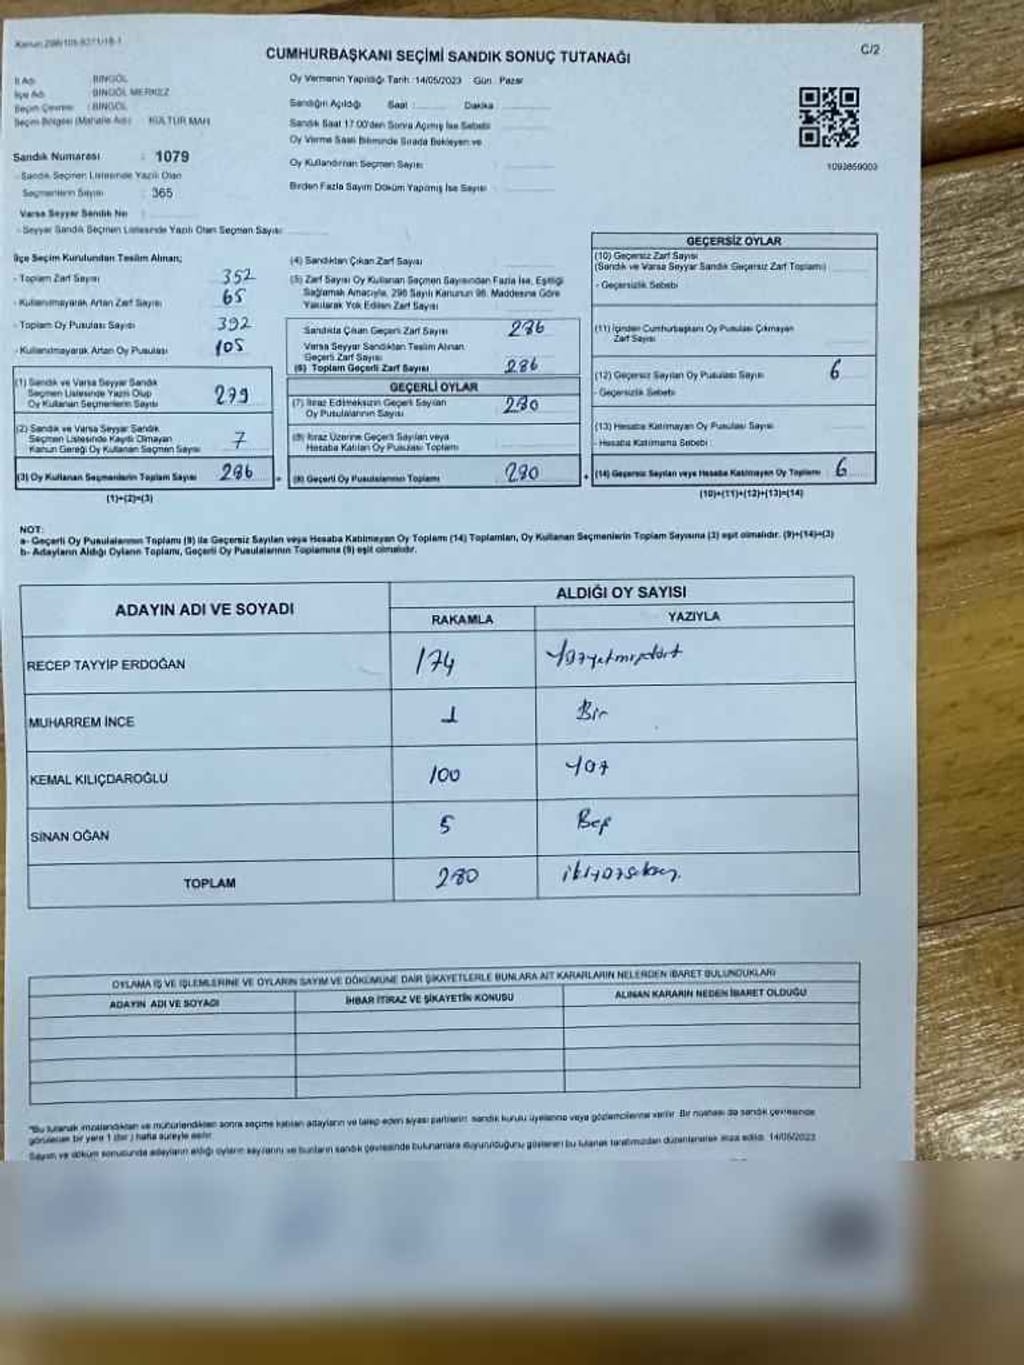 Kanun:298/105-8271/18-1
C/2
CUMHURBAŞKANI SEÇİMİ SANDIK SONUÇ TUTANAĞI
İl Adı : BİNGÖL
İlçe Adı : BİNGÖL MERKEZ
Seçim Çevresi : BİNGÖL
Seçim Bölgesi (Mahalle Adı) : KÜLTÜR MAH
Sandık Numarası : 1079
- Sandık Seçmen Listesinde Yazılı Olan
Seçmenlerin Sayısı : 365
Varsa Seyyar Sandık No :
- Seyyar Sandık Seçmen Listesinde Yazılı Olan Seçmen Sayısı :
Oy Vermenin Yapıldığı Tarih :14/05/2023 Gün : Pazar
Sandığın Açıldığı Saat : Dakika :
Sandık Saat 17:00'den Sonra Açılmış İse Sebebi :
Oy Verme Saati Bitiminde Sırada Bekleyen ve
Oy Kullandırılan Seçmen Sayısı :
Birden Fazla Sayım Döküm Yapılmış İse Sayısı :
1093859003
İlçe Seçim Kurulundan Teslim Alınan;
- Toplam Zarf Sayısı 352
- Kullanılmayarak Artan Zarf Sayısı 65
- Toplam Oy Pusulası Sayısı 392
- Kullanılmayarak Artan Oy Pusulası 105
(1) Sandık ve Varsa Seyyar Sandık
Seçmen Listesinde Yazılı Olup
Oy Kullanan Seçmenlerin Sayısı 279
(2) Sandık ve Varsa Seyyar Sandık
Seçmen Listesinde Kayıtlı Olmayan
Kanun Gereği Oy Kullanan Seçmen Sayısı 7
(3) Oy Kullanan Seçmenlerin Toplam Sayısı 286
(1)+(2)=(3)
(4) Sandıktan Çıkan Zarf Sayısı
(5) Zarf Sayısı Oy Kullanan Seçmen Sayısından Fazla İse, Eşitliği
Sağlamak Amacıyla, 298 Sayılı Kanunun 98. Maddesine Göre
Yakılarak Yok Edilen Zarf Sayısı :
Sandıkta Çıkan Geçerli Zarf Sayısı 286
Varsa Seyyar Sandıktan Teslim Alınan
Geçerli Zarf Sayısı
(6) Toplam Geçerli Zarf Sayısı 286
GEÇERLİ OYLAR
(7) İtiraz Edilmeksizin Geçerli Sayılan
Oy Pusulalarının Sayısı 280
(8) İtiraz Üzerine Geçerli Sayılan veya
Hesaba Katılan Oy Pusulası Toplamı
(9) Geçerli Oy Pusulalarının Toplamı 280
GEÇERSİZ OYLAR
(10) Geçersiz Zarf Sayısı
(Sandık ve Varsa Seyyar Sandık Geçersiz Zarf Toplamı)
- Geçersizlik Sebebi
(11) İçinden Cumhurbaşkanı Oy Pusulası Çıkmayan
Zarf Sayısı
(12) Geçersiz Sayılan Oy Pusulası Sayısı 6
- Geçersizlik Sebebi
(13) Hesaba Katılmayan Oy Pusulası Sayısı
- Hesaba Katılmama Sebebi :
(14) Geçersiz Sayılan veya Hesaba Katılmayan Oy Toplamı 6
(10)+(11)+(12)+(13)=(14)
NOT:
a- Geçerli Oy Pusulalarının Toplamı (9) ile Geçersiz Sayılan veya Hesaba Katılmayan Oy Toplamı (14) Toplamları, Oy Kullanan Seçmenlerin Toplam Sayısına (3) eşit olmalıdır. (9)+(14)=(3)
b- Adayların Aldığı Oyların Toplamı, Geçerli Oy Pusulalarının Toplamına (9) eşit olmalıdır.
ADAYIN ADI VE SOYADI
ALDIĞI OY SAYISI
RAKAMLA YAZIYLA
RECEP TAYYİP ERDOĞAN 174 Yüzyetmişdört
MUHARREM İNCE 1 Bir
KEMAL KILIÇDAROĞLU 100 Yüz
SİNAN OĞAN 5 Beş
TOPLAM 280 ikiyüzseksen.
OYLAMA İŞ VE İŞLEMLERİNE VE OYLARIN SAYIM VE DÖKÜMÜNE DAİR ŞİKAYETLERLE BUNLARA AİT KARARLARIN NELERDEN İBARET BULUNDUKLARI
ADAYIN ADI VE SOYADI İHBAR İTİRAZ VE ŞİKAYETİN KONUSU ALINAN KARARIN NEDEN İBARET OLDUĞU
*Bu tutanak imzalandıktan ve mühürlendikten sonra seçime katılan adayların ve talep eden siyasi partilerin sandık kurulu üyelerine veya gözlemcilerine verilir. Bir nüshası da sandık çevresinde
görülecek bir yere 1 (bir) hafta süreyle asılır.
Sayım ve döküm sonucunda adayların aldığı oyların sayılarını ve bunların sandık çevresinde bulunanlara duyurulduğunu gösteren bu tutanak tarafımızdan düzenlenerek imza edildi. 14/05/2023